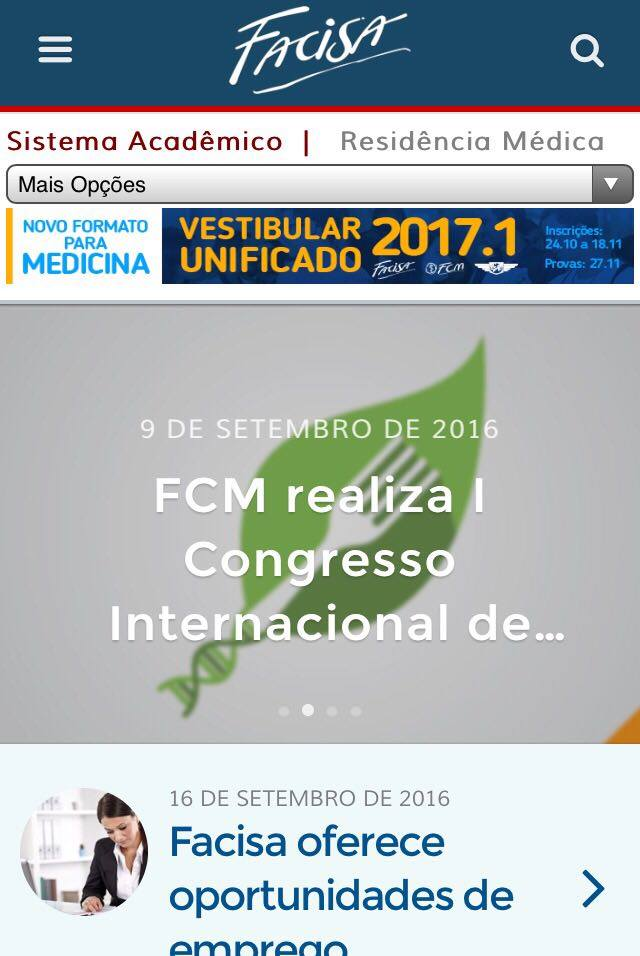 FACISA
Sistema Acadêmico | Residência Médica
Mais Opções
NOVO FORMATO
PARA
MEDICINA
VESTIBULAR
UNIFICADO
2017.1
FACISA FCM
Inscrições:
24.10 a 18.11
Provas: 27.11
9 DE SETEMBRO DE 2016
FCM realiza I
Congresso
Internacional de...
16 DE SETEMBRO DE 2016
Facisa oferece
oportunidades de
emprego